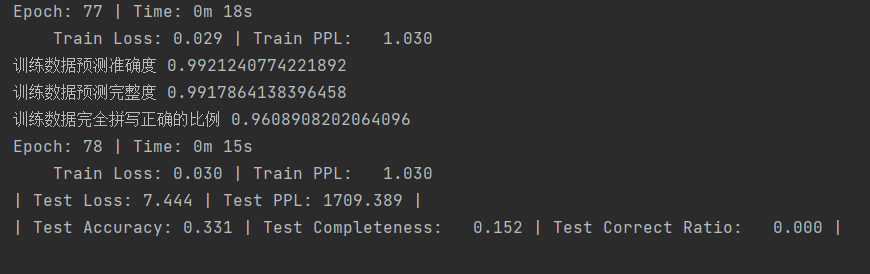 Epoch: 77 | Time: 0m 18s
    Train Loss: 0.029 | Train PPL:   1.030
训练数据预测准确度 0.9921240774221892
训练数据预测完整度 0.9917864138396458
训练数据完全拼写正确的比例 0.9608908202064096
Epoch: 78 | Time: 0m 15s
    Train Loss: 0.030 | Train PPL:   1.030
| Test Loss: 7.444 | Test PPL: 1709.389 |
| Test Accuracy: 0.331 | Test Completeness:   0.152 | Test Correct Ratio:   0.000 |